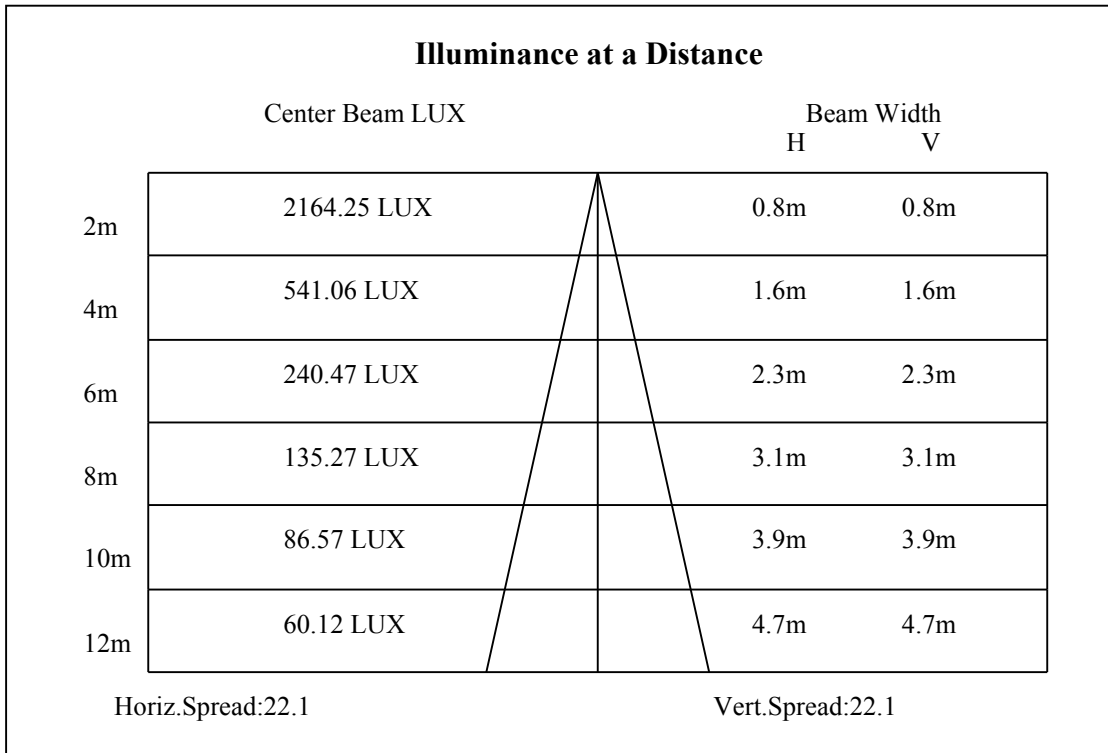 Illuminance at a Distance
Center Beam LUX Beam Width
H V
2m 2164.25 LUX 0.8m 0.8m
4m 541.06 LUX 1.6m 1.6m
6m 240.47 LUX 2.3m 2.3m
8m 135.27 LUX 3.1m 3.1m
10m 86.57 LUX 3.9m 3.9m
12m 60.12 LUX 4.7m 4.7m
Horiz.Spread:22.1 Vert.Spread:22.1